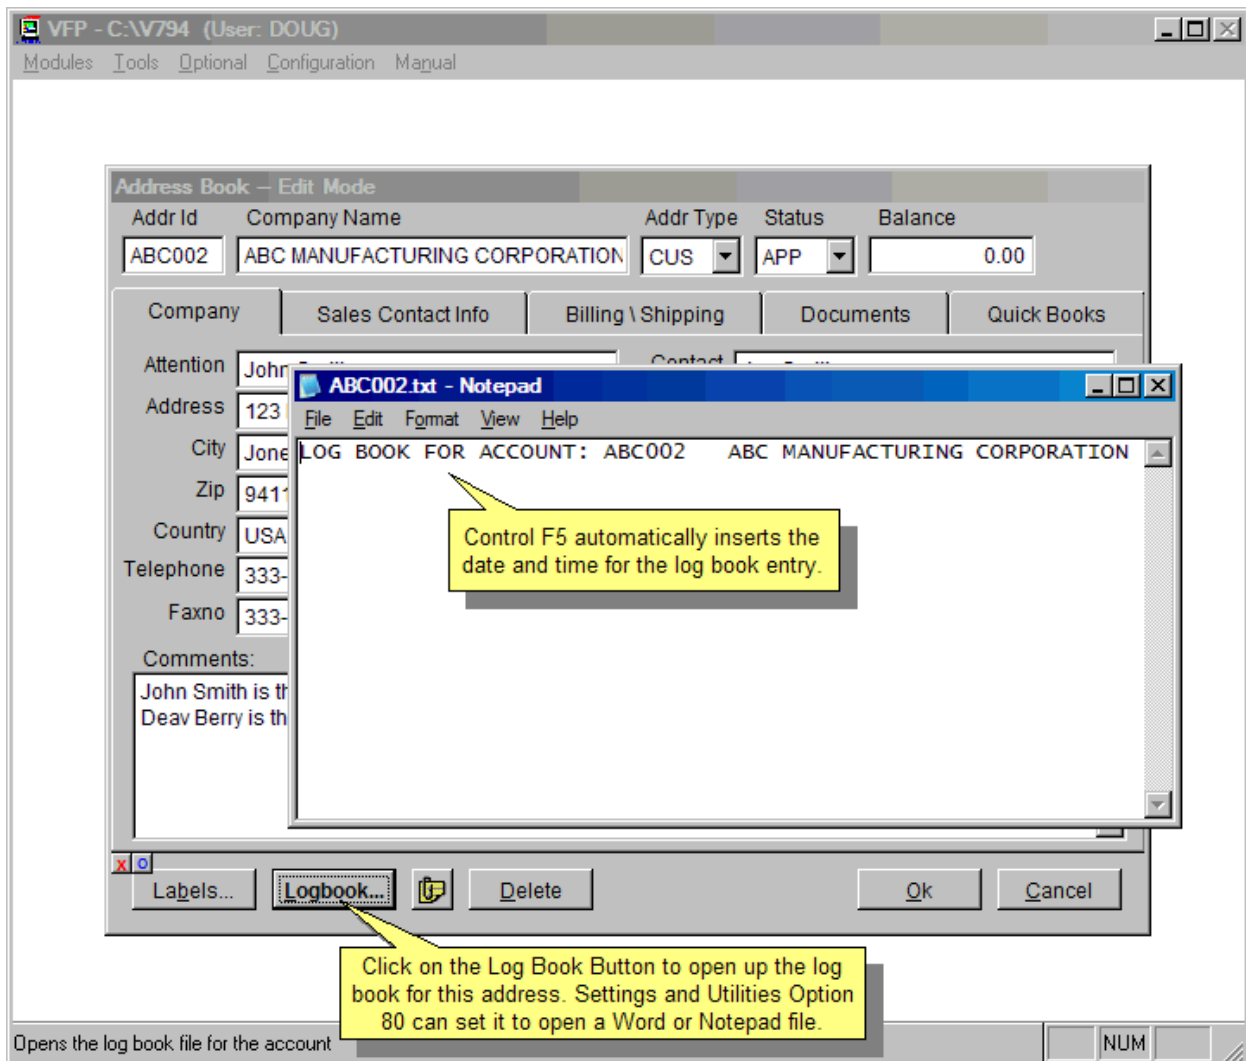 VFP - C:\V794 (User: DOUG)
Modules Tools Optional Configuration Manual
Address Book – Edit Mode
Addr Id Company Name Addr Type Status Balance
ABC002 ABC MANUFACTURING CORPORATION CUS APP 0.00
Company Sales Contact Info Billing \ Shipping Documents Quick Books
Attention John Contact
ABC002.txt - Notepad
Address 123
File Edit Format View Help
City Jone
LOG BOOK FOR ACCOUNT: ABC002 ABC MANUFACTURING CORPORATION
Zip 941
Country USA
Control F5 automatically inserts the
date and time for the log book entry.
Telephone 333-
Faxno 333-
Comments:
John Smith is th
Deav Berry is th
X O
Labels... Logbook... Delete Ok Cancel
Click on the Log Book Button to open up the log
book for this address. Settings and Utilities Option
80 can set it to open a Word or Notepad file.
Opens the log book file for the account NUM